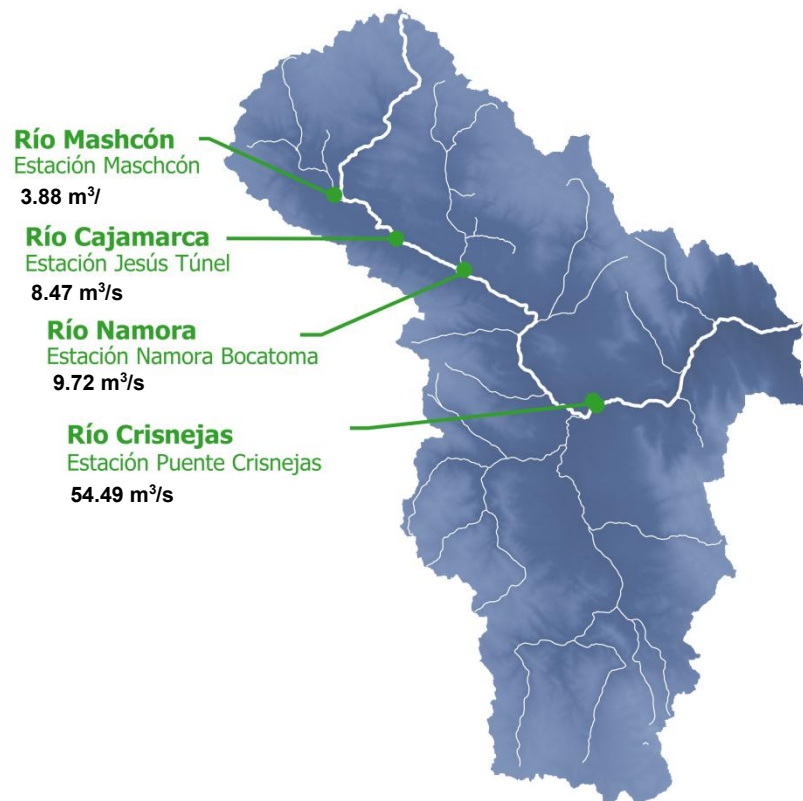 Río Mashcón
Estación Maschcón
3.88 m³/
Río Cajamarca
Estación Jesús Túnel
8.47 m³/s
Río Namora
Estación Namora Bocatoma
9.72 m³/s
Río Crisnejas
Estación Puente Crisnejas
54.49 m³/s